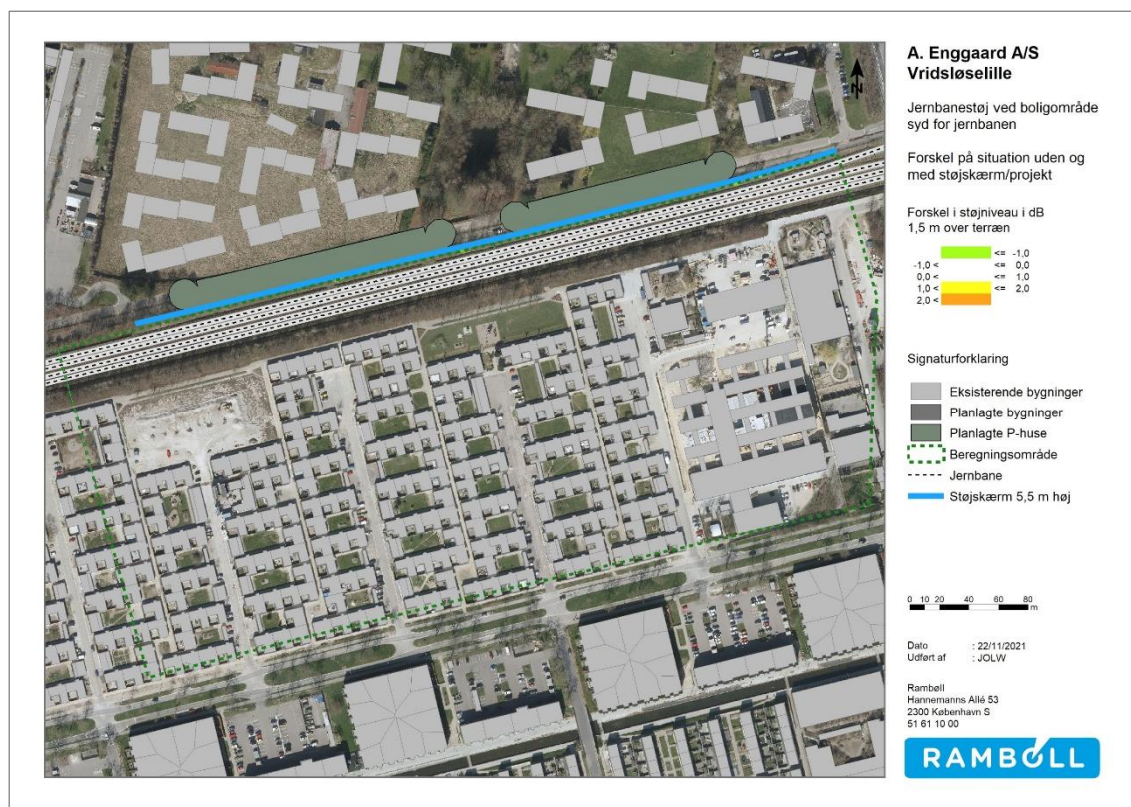 A. Enggaard A/S
Vridsløselille
Jernbanestøj ved boligområde
syd for jernbanen
Forskel på situation uden og
med støjskærm/projekt
Forskel i støjniveau i dB
1,5 m over terræn
<= -1,0
-1,0 < <= 0,0
0,0 < <= 1,0
1,0 < <= 2,0
2,0 <
N
Signaturforklaring
Eksisterende bygninger
Planlagte bygninger
Planlagte P-huse
Beregningsområde
Jernbane
Støjskærm 5,5 m høj
0 10 20 40 60 80
m
Dato : 22/11/2021
Udført af : JOLW
Rambøll
Hannemanns Allé 53
2300 København S
51 61 10 00
RAMBOLL